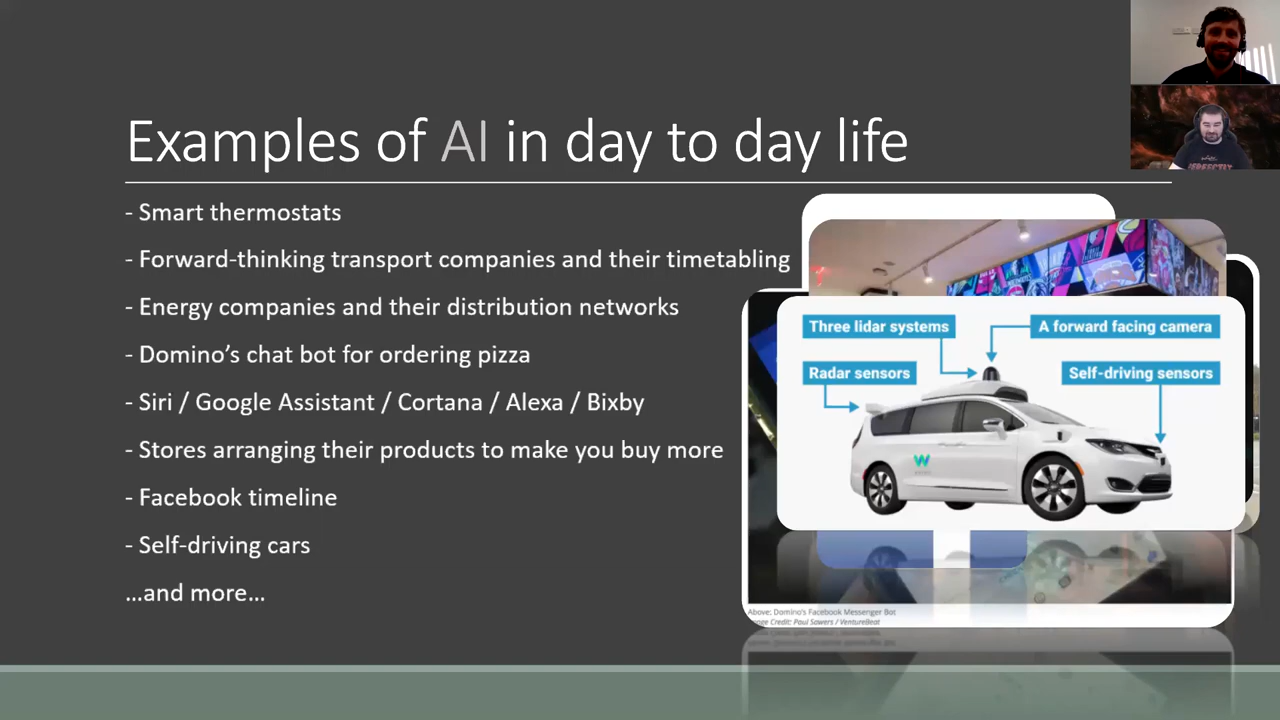 Examples of AI in day to day life
- Smart thermostats
- Forward-thinking transport companies and their timetabling
- Energy companies and their distribution networks
- Domino’s chat bot for ordering pizza
- Siri / Google Assistant / Cortana / Alexa / Bixby
- Stores arranging their products to make you buy more
- Facebook timeline
- Self-driving cars
...and more...
Three lidar systems
A forward facing camera
Radar sensors
Self-driving sensors
Above: Domino's Facebook Messenger Bot
Image Credit: Paul Sawers / VentureBeat